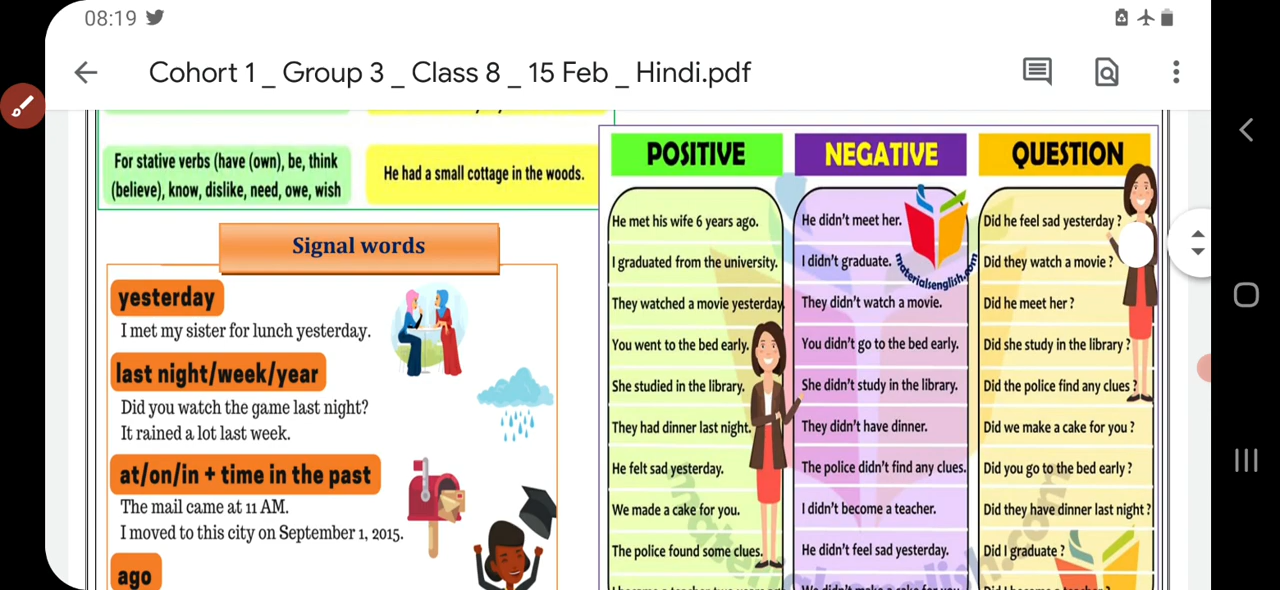 08:19
Cohort 1 _ Group 3 _ Class 8 _ 15 Feb _ Hindi.pdf
For stative verbs (have (own), be, think
(believe), know, dislike, need, owe, wish
He had a small cottage in the woods.
Signal words
yesterday
I met my sister for lunch yesterday.
last night/week/year
Did you watch the game last night?
It rained a lot last week.
at/on/in + time in the past
The mail came at 11 AM.
I moved to this city on September 1, 2015.
ago
POSITIVE
He met his wife 6 years ago.
I graduated from the university.
They watched a movie yesterday.
You went to the bed early.
She studied in the library.
They had dinner last night.
He felt sad yesterday.
We made a cake for you.
The police found some clues.
NEGATIVE
He didn't meet her.
I didn't graduate.
They didn't watch a movie.
You didn't go to the bed early.
She didn't study in the library.
They didn't have dinner.
The police didn't find any clues.
I didn't become a teacher.
He didn't feel sad yesterday.
QUESTION
Did he feel sad yesterday ?
Did they watch a movie ?
Did he meet her ?
Did she study in the library ?
Did the police find any clues ?
Did we make a cake for you ?
Did you go to the bed early ?
Did they have dinner last night ?
Did I graduate ?
materialsenglish.com
materialsenglish.com